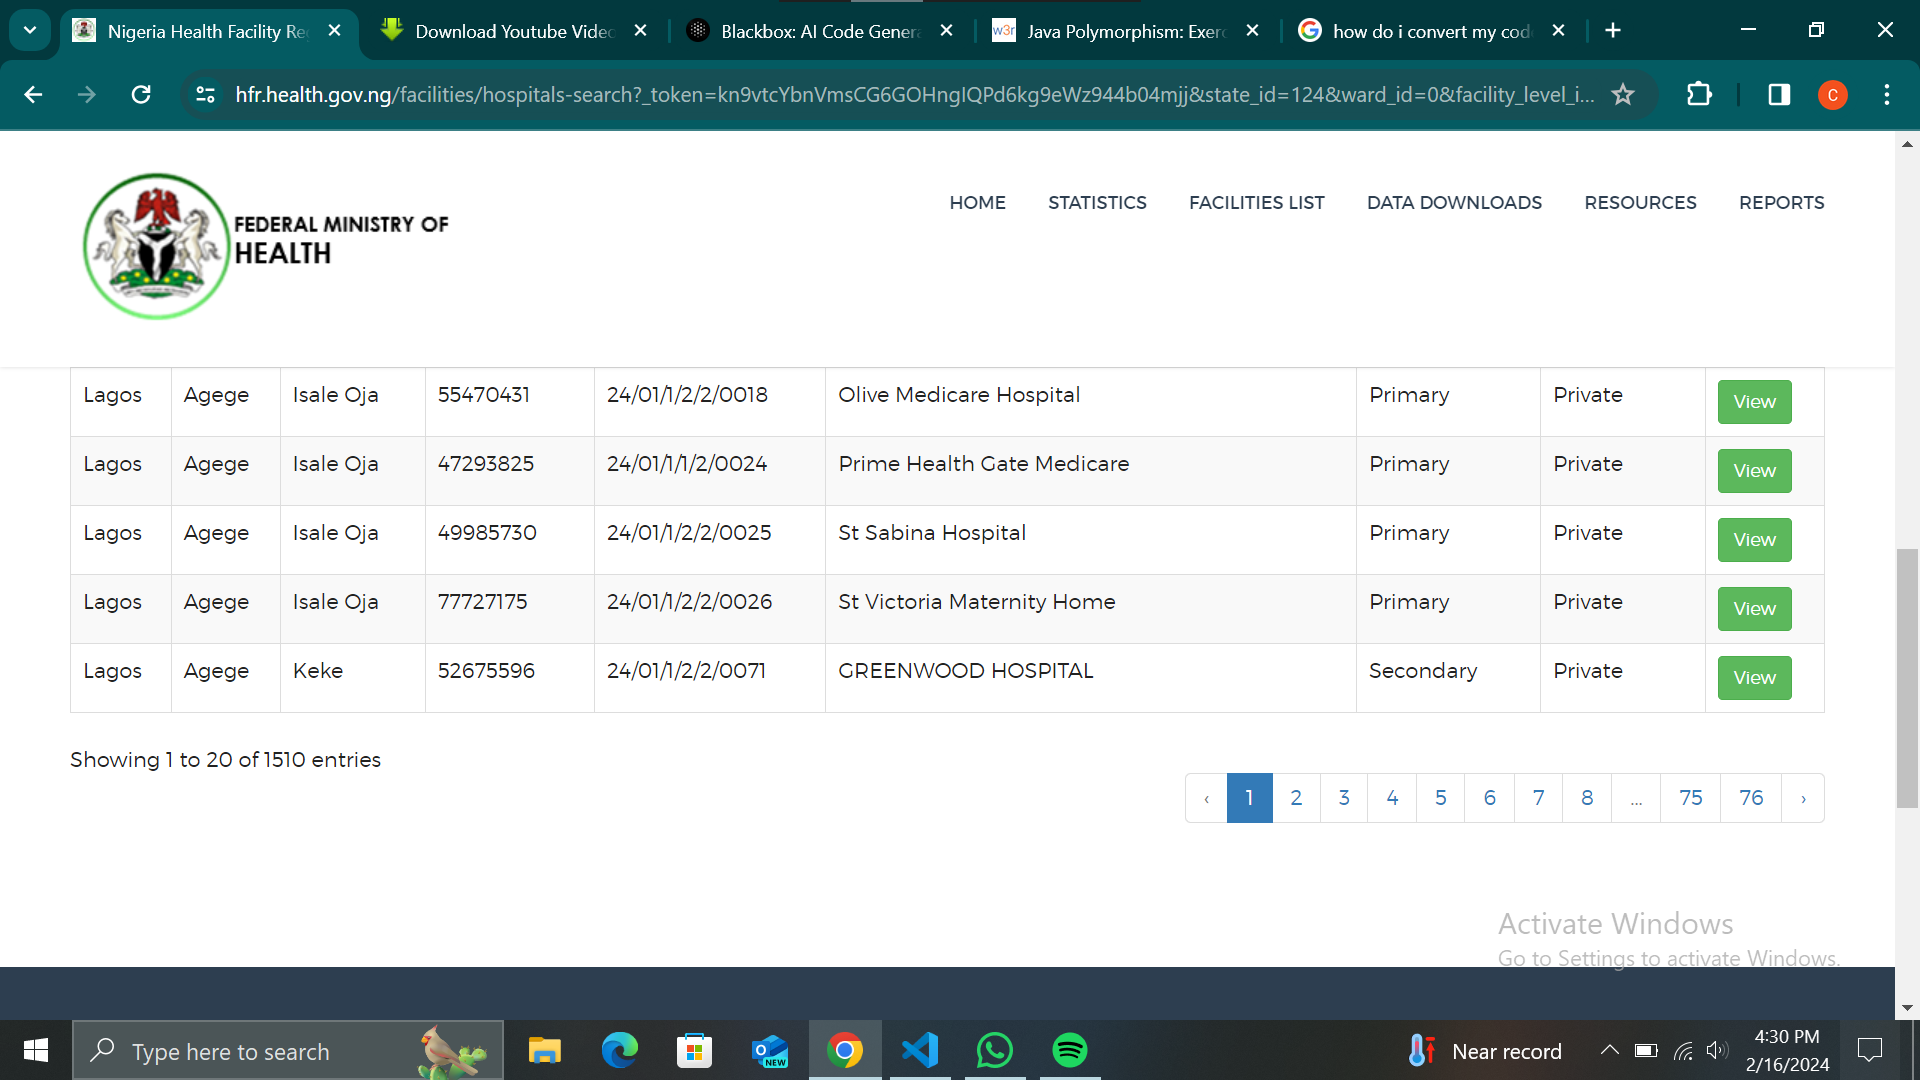 Nigeria Health Facility Re
Download Youtube Video
Blackbox: AI Code Genera
w3r
Java Polymorphism: Exerc
how do i convert my cod
hfr.health.gov.ng/facilities/hospitals-search?_token=kn9vtcYbnVmsCG6GOHngIQPd6kg9eWz944b04mjj&state_id=124&ward_id=0&facility_level_i...
C
FEDERAL MINISTRY OF
HEALTH
HOME STATISTICS FACILITIES LIST DATA DOWNLOADS RESOURCES REPORTS
Lagos Agege Isale Oja 55470431 24/01/1/2/2/0018 Olive Medicare Hospital Primary Private View
Lagos Agege Isale Oja 47293825 24/01/1/1/2/0024 Prime Health Gate Medicare Primary Private View
Lagos Agege Isale Oja 49985730 24/01/1/2/2/0025 St Sabina Hospital Primary Private View
Lagos Agege Isale Oja 77727175 24/01/1/2/2/0026 St Victoria Maternity Home Primary Private View
Lagos Agege Keke 52675596 24/01/1/2/2/0071 GREENWOOD HOSPITAL Secondary Private View
Showing 1 to 20 of 1510 entries
‹ 1 2 3 4 5 6 7 8 ... 75 76 ›
Activate Windows
Go to Settings to activate Windows.
Type here to search
NEW
Near record
4:30 PM
2/16/2024